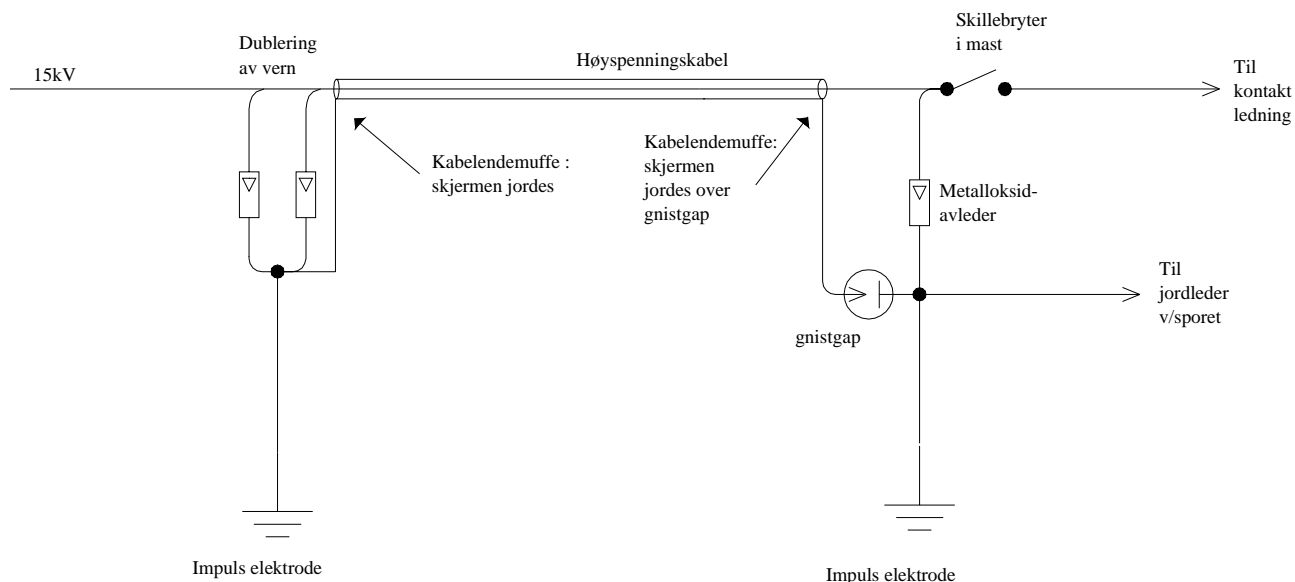 Dublering
av vern
15kV
Høyspenningskabel
Skillebryter
i mast
Til
kontakt
ledning
Kabelendemuffe :
skjermen jordes
Kabelendemuffe:
skjermen
jordes over
gnistgap
Metalloksid-
avleder
Til
jordleder
v/sporet
gnistgap
Impuls elektrode
Impuls elektrode